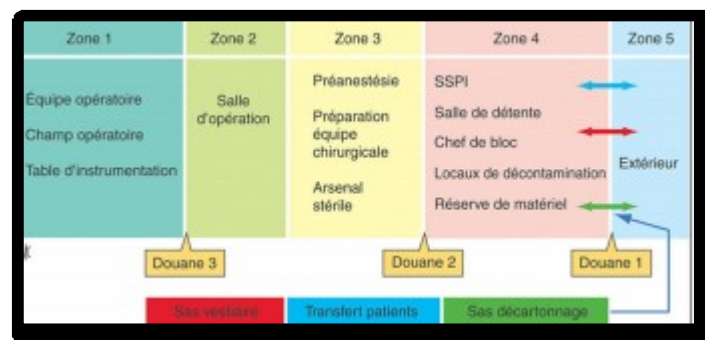 Zone 1
Zone 2
Zone 3
Zone 4
Zone 5
Équipe opératoire
Champ opératoire
Table d'instrumentation
Salle
d'opération
Préanestésie
Préparation
équipe
chirurgicale
Arsenal
stérile
SSPI
Salle de détente
Chef de bloc
Locaux de décontamination
Réserve de matériel
Extérieur
Douane 3
Douane 2
Douane 1
Sas vestiaire
Transfert patients
Sas décartonnage